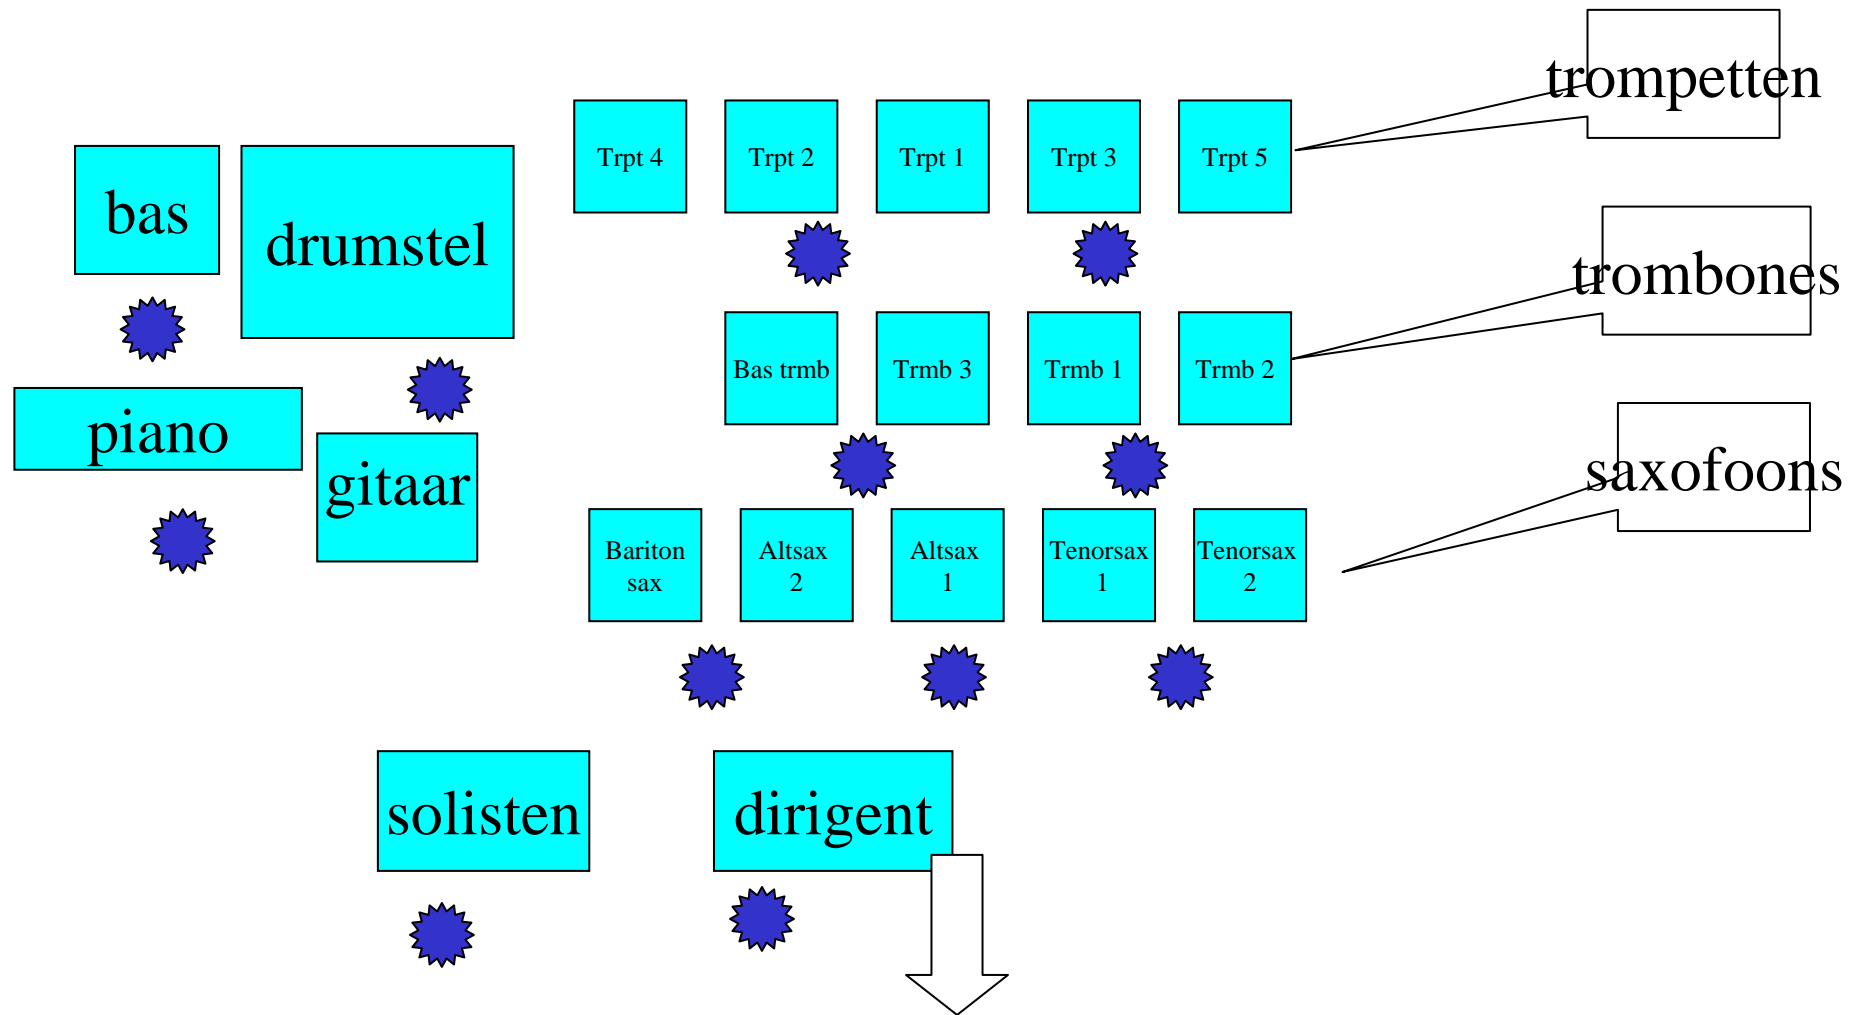 trompetten
Trpt 4
Trpt 2
Trpt 1
Trpt 3
Trpt 5
bas
drumstel
trombones
Bas trmb
Trmb 3
Trmb 1
Trmb 2
piano
gitaar
saxofoons
Bariton
sax
Altsax
2
Altsax
1
Tenorsax
1
Tenorsax
2
solisten
dirigent